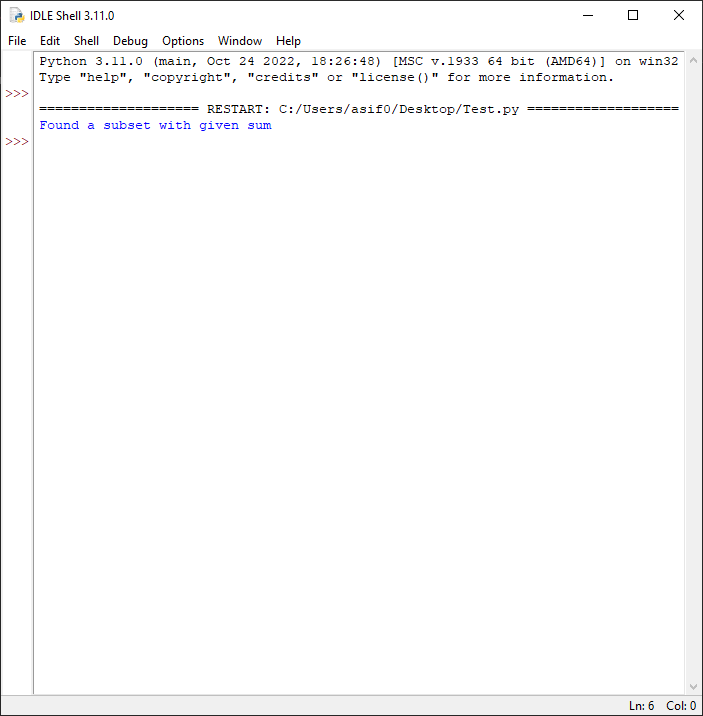 IDLE Shell 3.11.0
File Edit Shell Debug Options Window Help
Python 3.11.0 (main, Oct 24 2022, 18:26:48) [MSC v.1933 64 bit (AMD64)] on win32
Type "help", "copyright", "credits" or "license()" for more information.
>>>
==================== RESTART: C:/Users/asif0/Desktop/Test.py ===================
Found a subset with given sum
>>>
Ln: 6 Col: 0